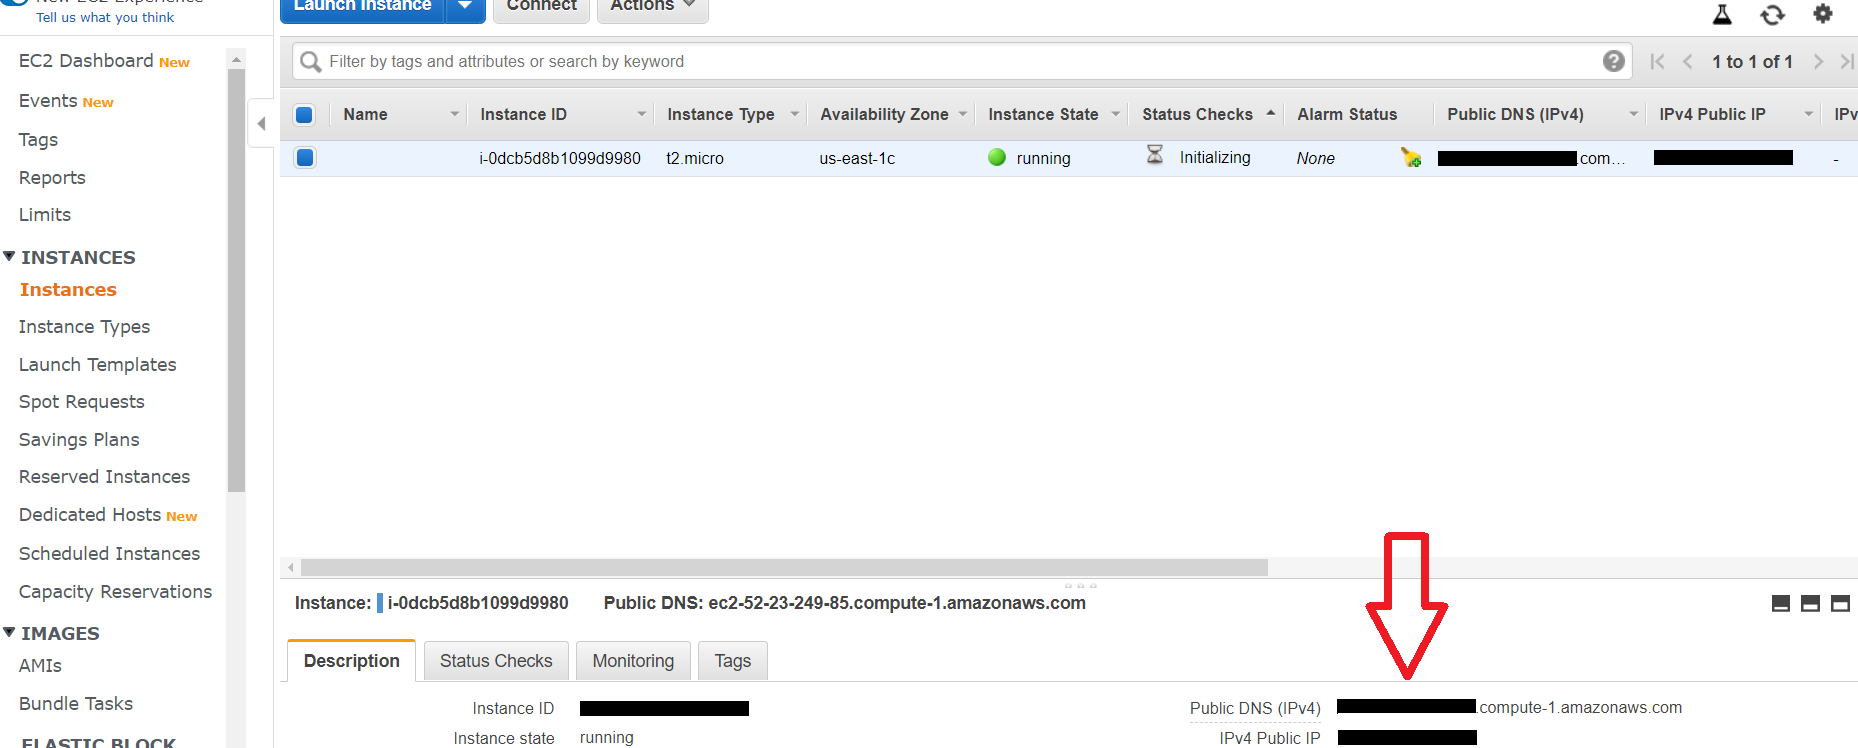 New EC2 Experience
Tell us what you think
EC2 Dashboard New
Events New
Tags
Reports
Limits
INSTANCES
Instances
Instance Types
Launch Templates
Spot Requests
Savings Plans
Reserved Instances
Dedicated Hosts New
Scheduled Instances
Capacity Reservations
IMAGES
AMIs
Bundle Tasks
ELASTIC BLOCK
Launch Instance Connect Actions
Filter by tags and attributes or search by keyword 1 to 1 of 1
Name Instance ID Instance Type Availability Zone Instance State Status Checks Alarm Status Public DNS (IPv4) IPv4 Public IP IPv
i-0dcb5d8b1099d9980 t2.micro us-east-1c running Initializing None .com... -
Instance: i-0dcb5d8b1099d9980 Public DNS: ec2-52-23-249-85.compute-1.amazonaws.com
Description Status Checks Monitoring Tags
Instance ID Public DNS (IPv4) .compute-1.amazonaws.com
Instance state running IPv4 Public IP